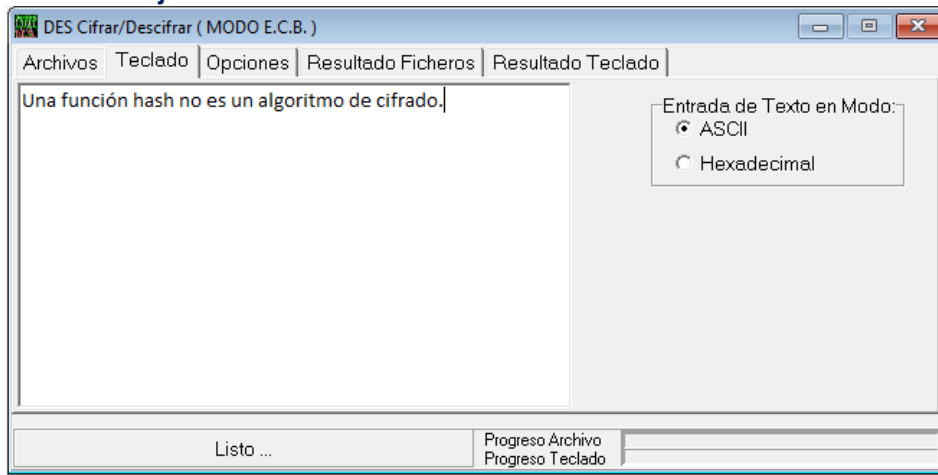 DES Cifrar/Descifrar ( MODO E.C.B. )
Archivos Teclado Opciones Resultado Ficheros Resultado Teclado
Una función hash no es un algoritmo de cifrado.
Entrada de Texto en Modo:
ASCII
Hexadecimal
Listo ...
Progreso Archivo
Progreso Teclado